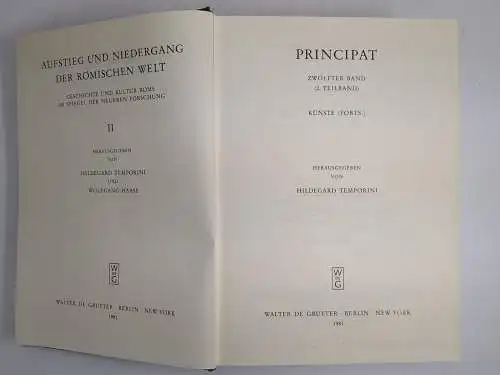 AUFSTIEG UND NIEDERGANG
DER RÖMISCHEN WELT
GESCHICHTE UND KULTUR ROMS
IM SPIEGEL DER NEUEREN FORSCHUNG
II
HERAUSGEGEBEN
VON
HILDEGARD TEMPORINI
UND
WOLFGANG HAASE
W
DE
G
WALTER DE GRUYTER · BERLIN · NEW YORK
1981
PRINCIPAT
ZWÖLFTER BAND
(2. TEILBAND)
KÜNSTE (FORTS.)
HERAUSGEGEBEN
VON
HILDEGARD TEMPORINI
W
DE
G
WALTER DE GRUYTER · BERLIN · NEW YORK
1981